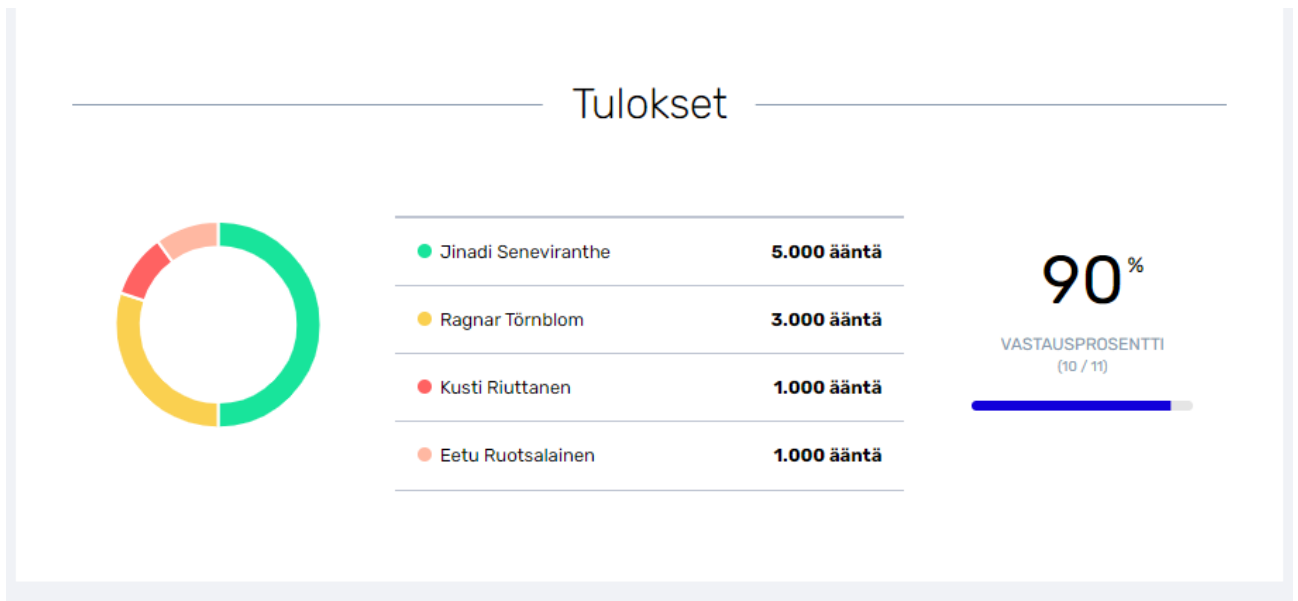 Tulokset
Jinadi Seneviranthe 5.000 ääntä
Ragnar Törnblom 3.000 ääntä
Kusti Riuttanen 1.000 ääntä
Eetu Ruotsalainen 1.000 ääntä
90%
VASTAUSPROSENTTI
(10 / 11)